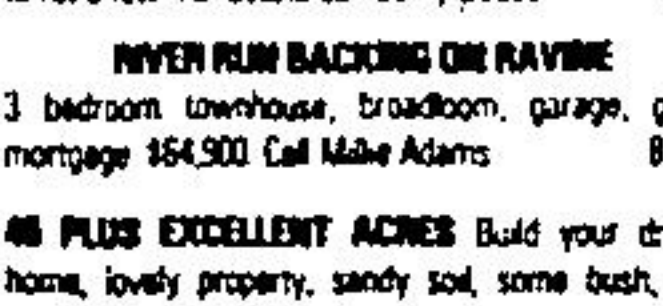 RIVER RUN BACKING ON RAVINE
3 bedroom townhouse, broadloom, garage,
mortgage $64,900 Call Mike Adams
PLUS EXCELLENT ACRES Build your
home, lovely property, sandy soil, some bush,